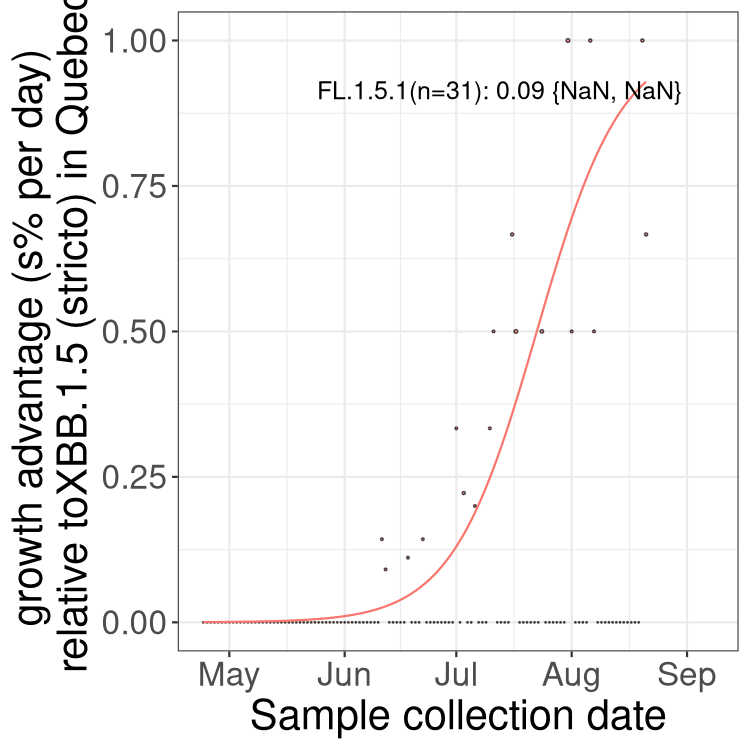 growth advantage (s% per day)
relative toXBB.1.5 (stricto) in Quebec
1.00
0.75
0.50
0.25
0.00
FL.1.5.1(n=31): 0.09 {NaN, NaN}
May Jun Jul Aug Sep
Sample collection date